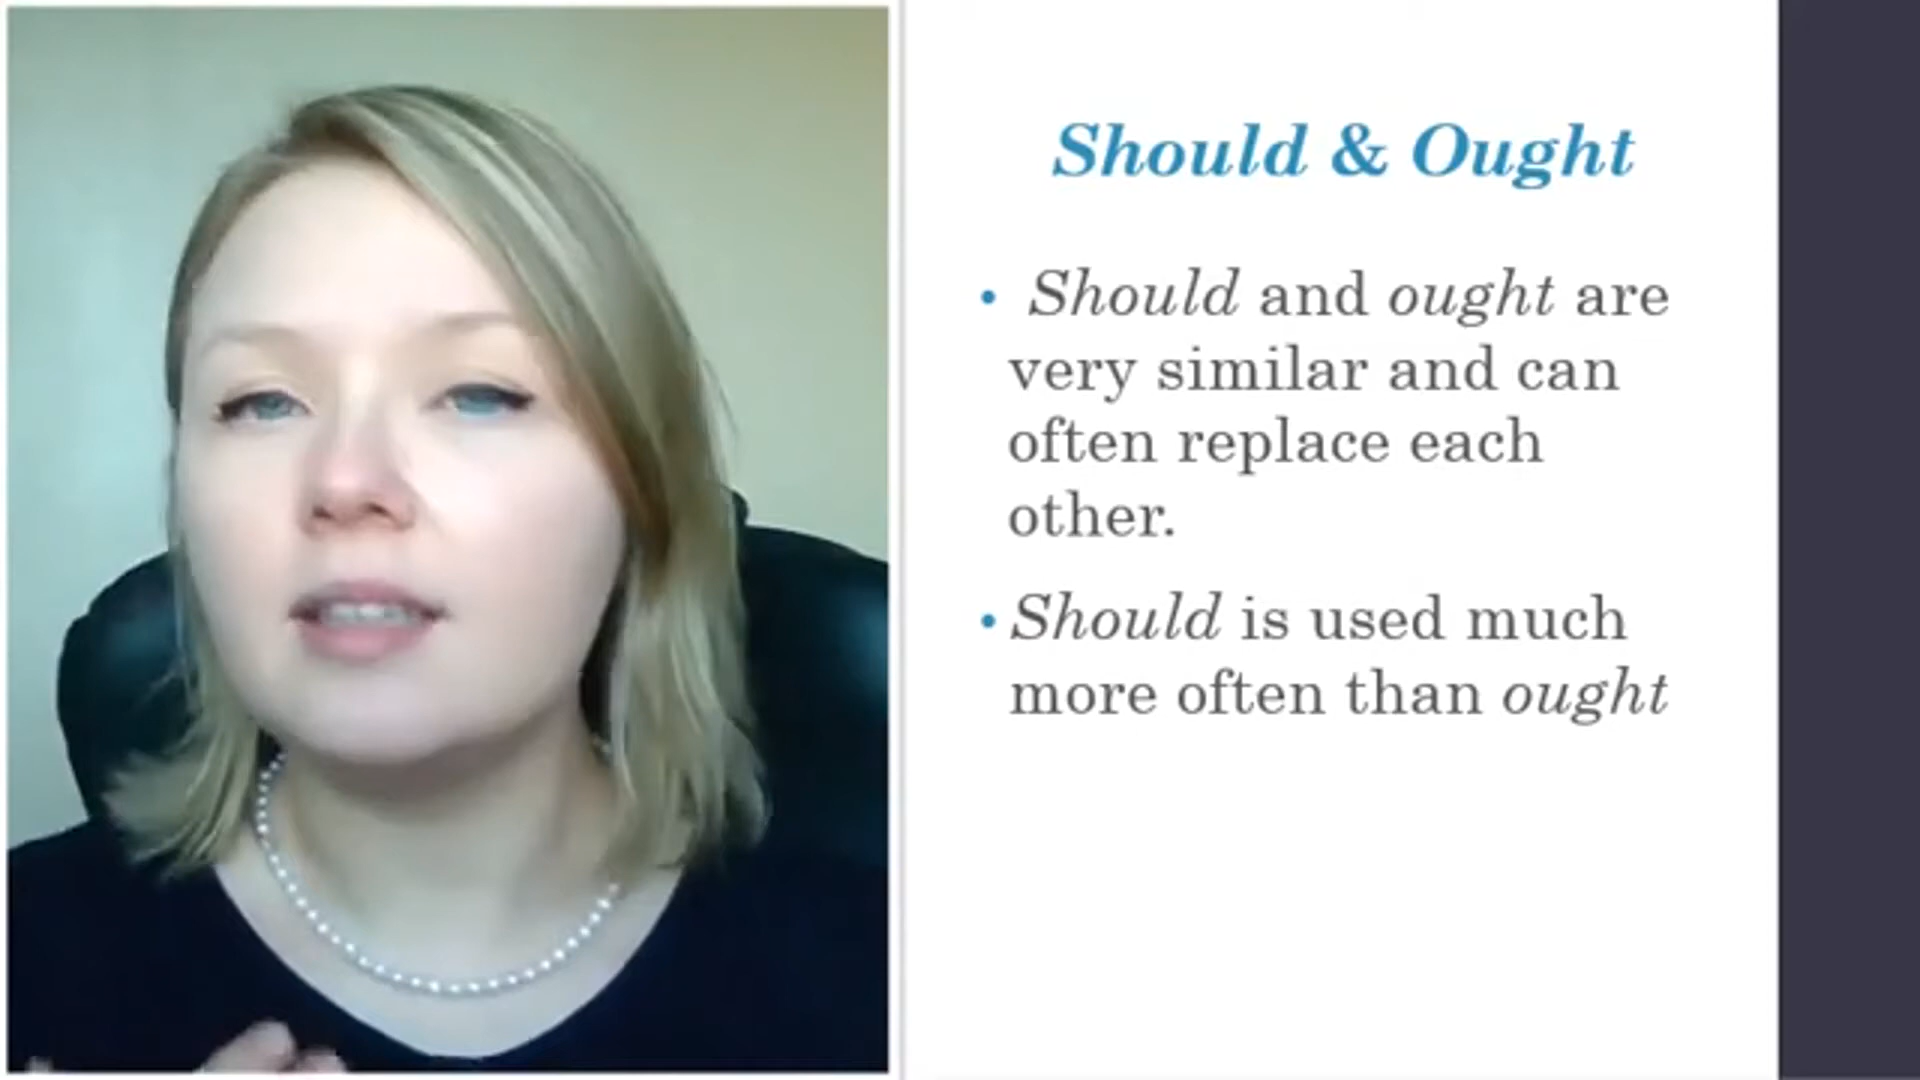 Should & Ought
• Should and ought are
very similar and can
often replace each
other.
• Should is used much
more often than ought